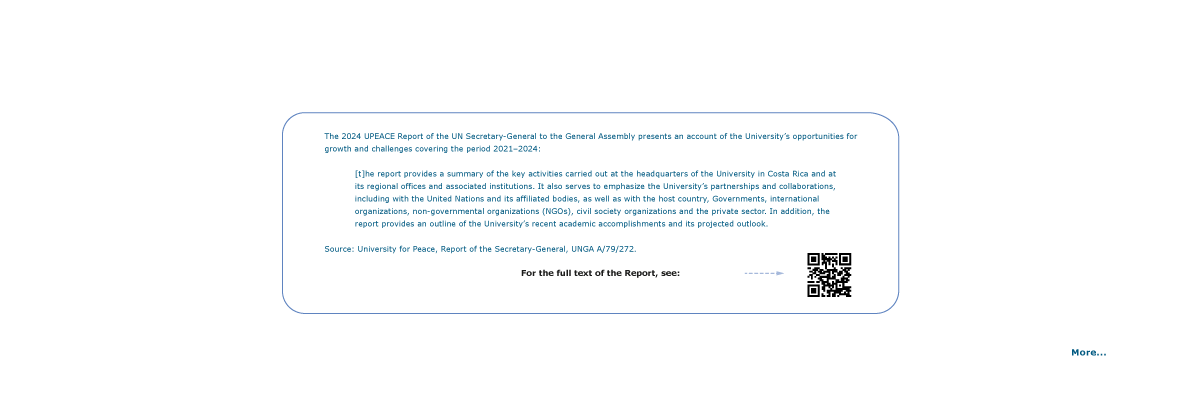 The 2024 UPEACE Report of the UN Secretary-General to the General Assembly presents an account of the University’s opportunities for
growth and challenges covering the period 2021–2024:
[t]he report provides a summary of the key activities carried out at the headquarters of the University in Costa Rica and at
its regional offices and associated institutions. It also serves to emphasize the University’s partnerships and collaborations,
including with the United Nations and its affiliated bodies, as well as with the host country, Governments, international
organizations, non-governmental organizations (NGOs), civil society organizations and the private sector. In addition, the
report provides an outline of the University’s recent academic accomplishments and its projected outlook.
Source: University for Peace, Report of the Secretary-General, UNGA A/79/272.
For the full text of the Report, see:
More...